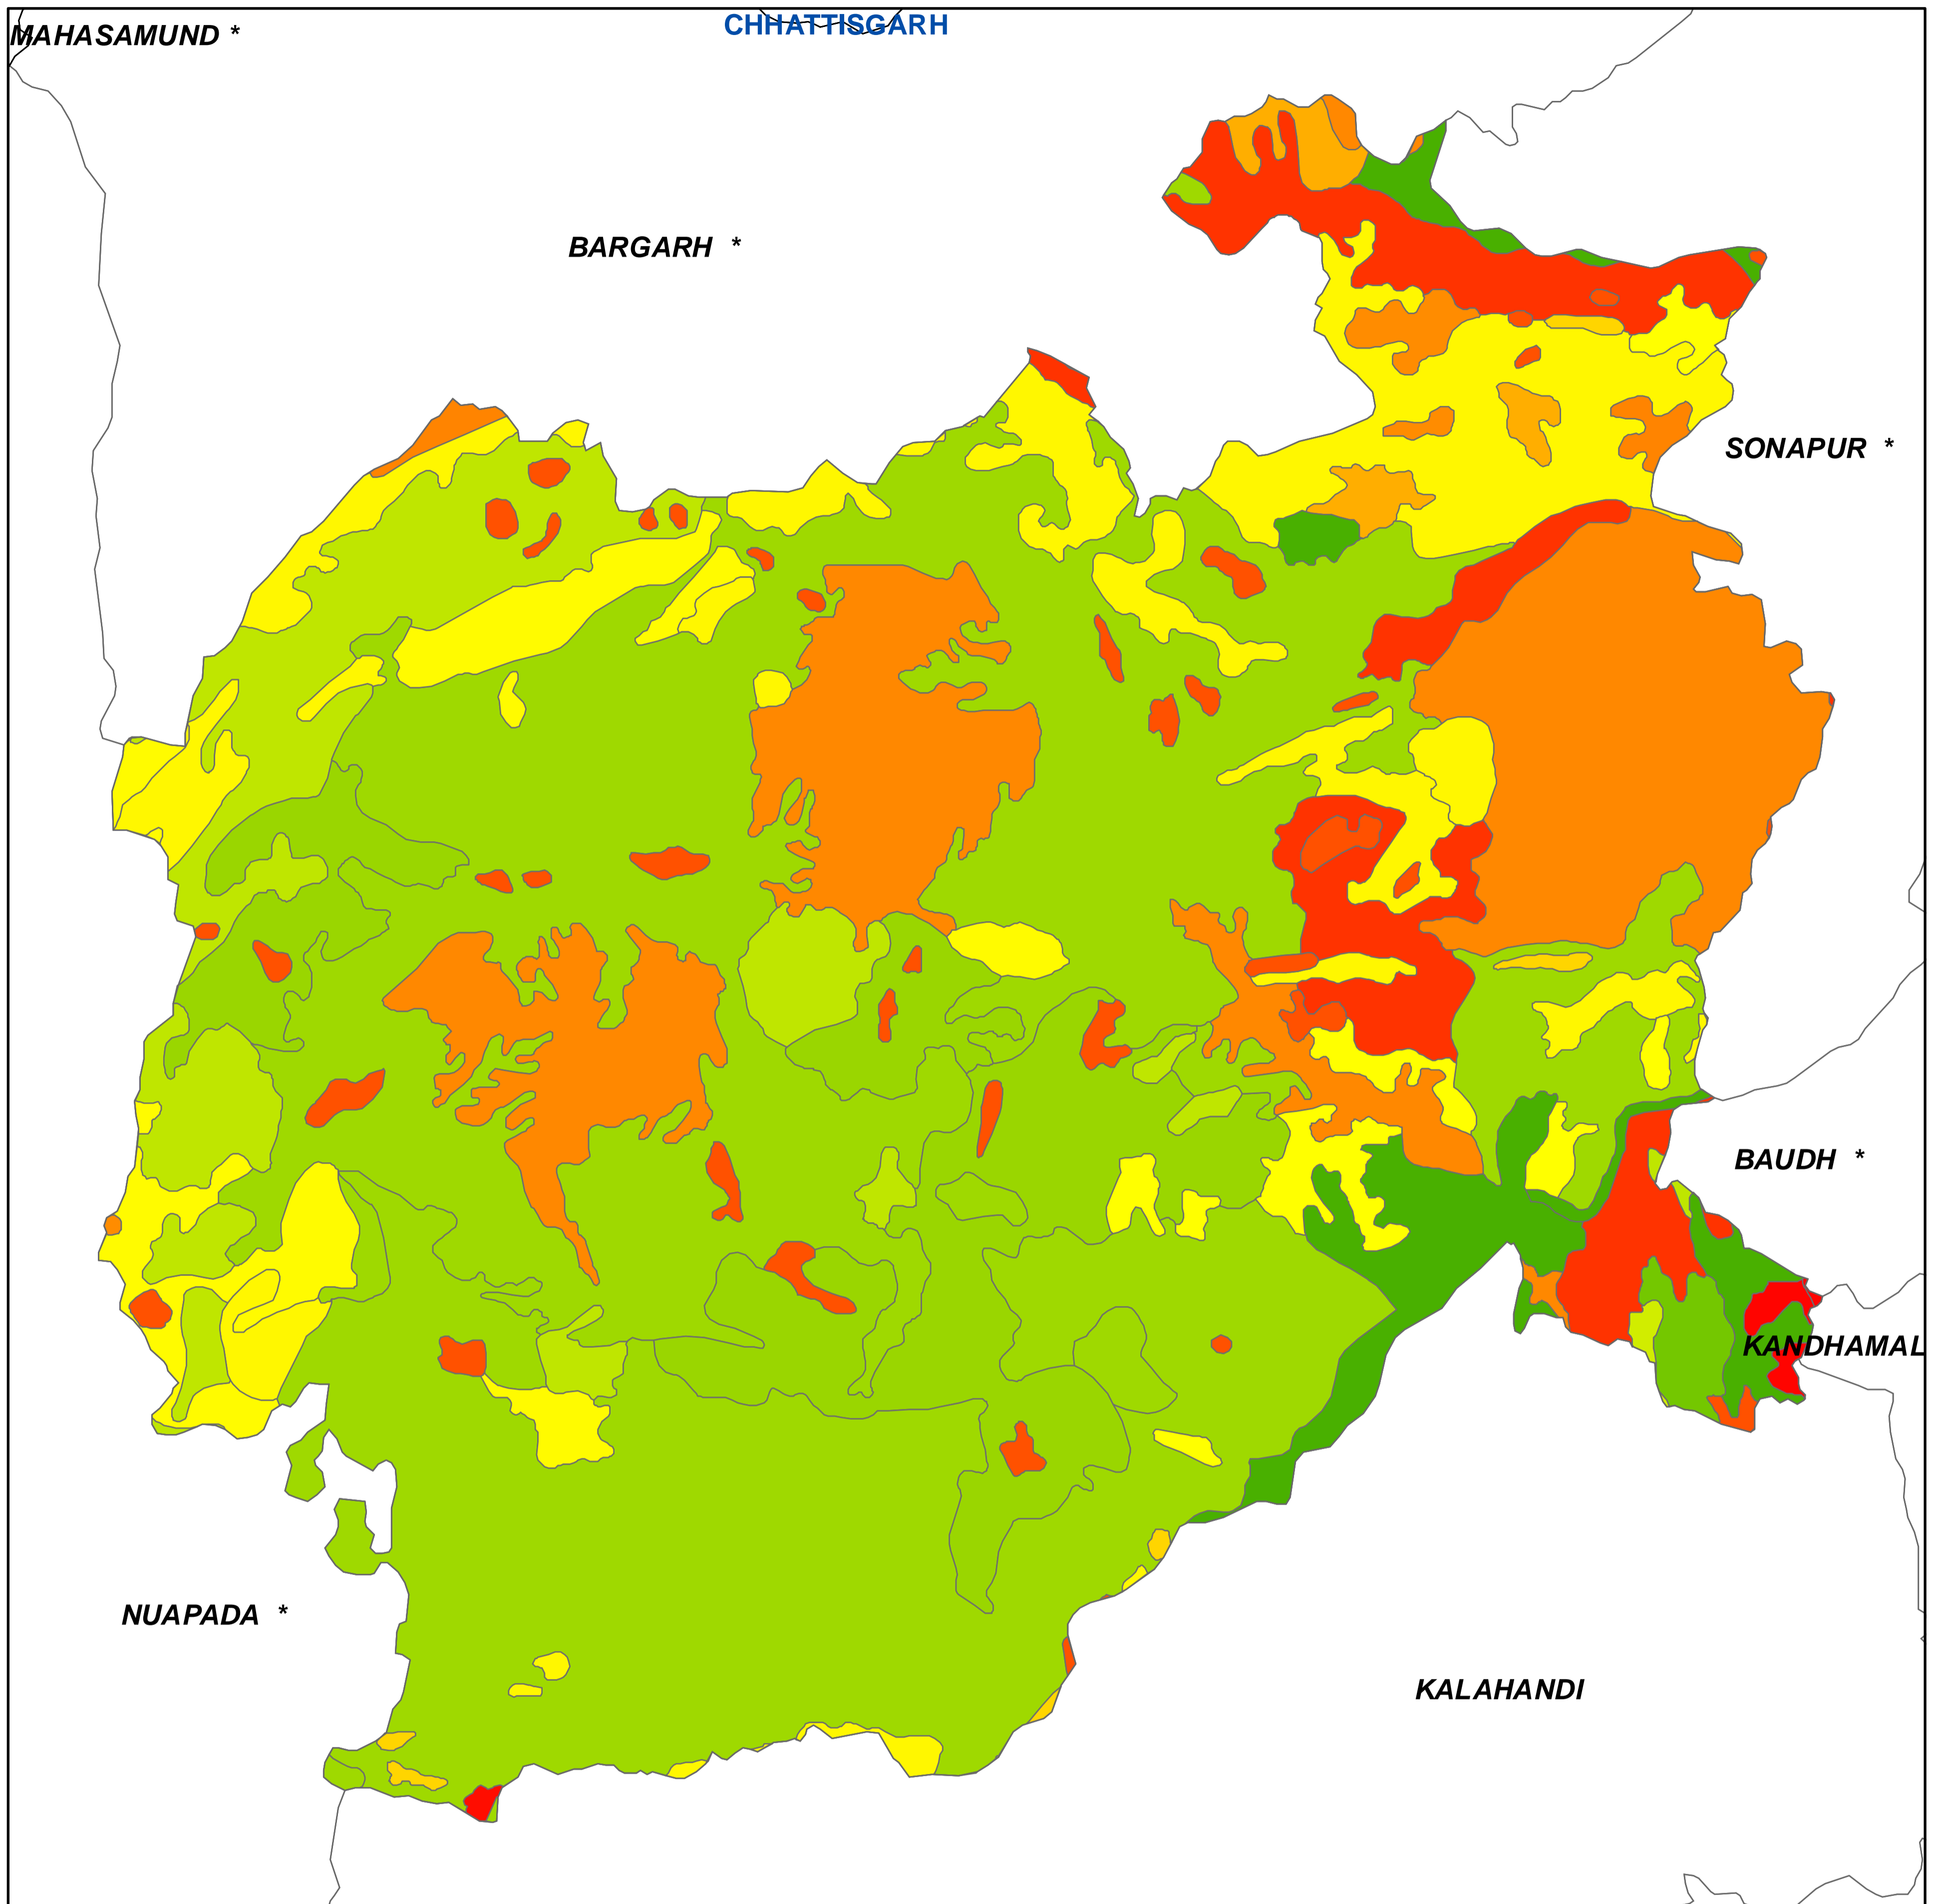 MAHASAMUND *
CHHATTISGARH
BARGARH *
SONAPUR *
BAUDH *
KANDHAMAL
NUAPADA *
KALAHANDI